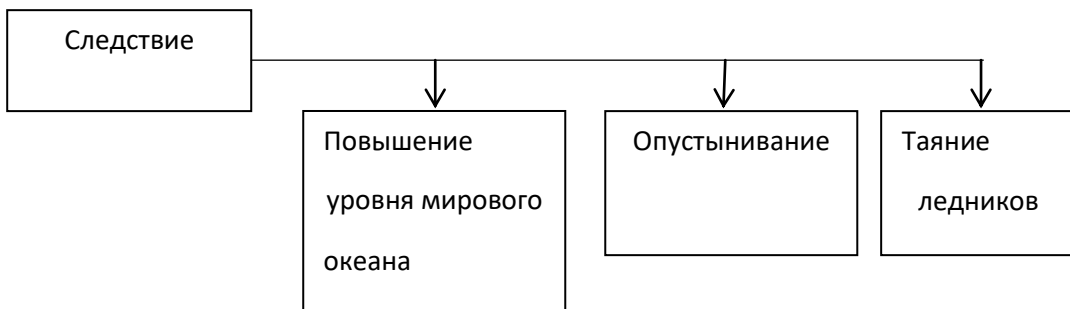 Следствие
Повышение
уровня мирового
океана
Опустынивание
Таяние
ледников